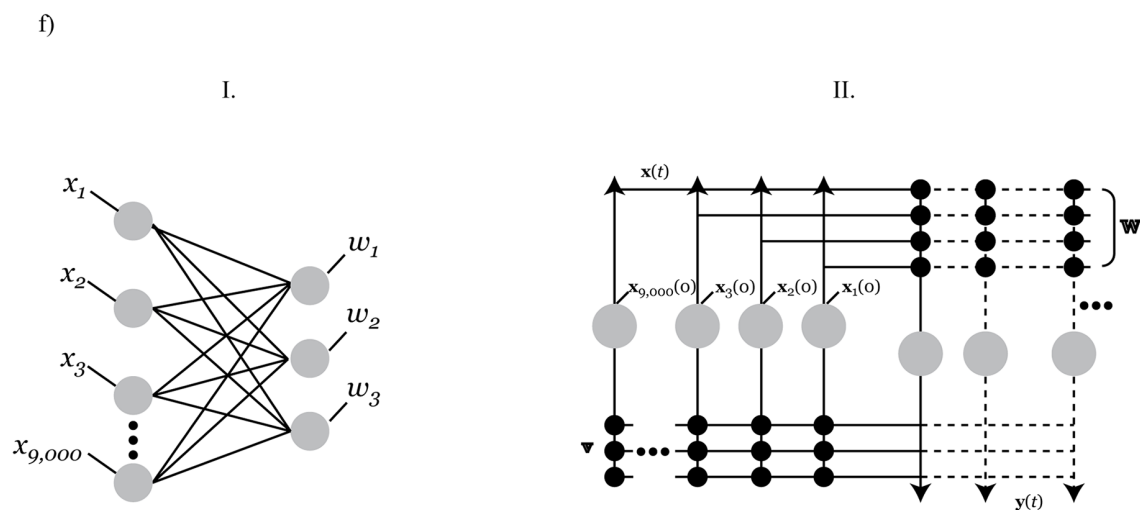 f)
I.
II.
x1
x2
x3
x9,000
w1
w2
w3
x(t)
W
x9,000(0)
x3(0)
x2(0)
x1(0)
v
y(t)